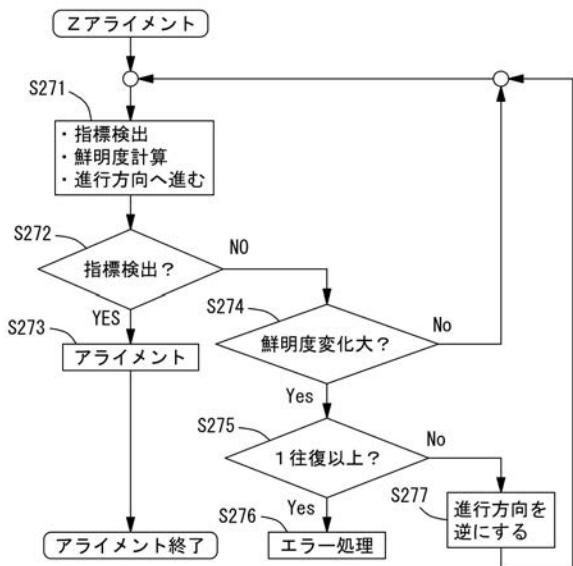 Zアライメント
S271
・指標検出
・鮮明度計算
・進行方向へ進む
S272
指標検出？
NO
YES
S273
アライメント
S274
鮮明度変化大？
No
Yes
S275
１往復以上？
No
Yes
S276
エラー処理
S277
進行方向を
逆にする
アライメント終了